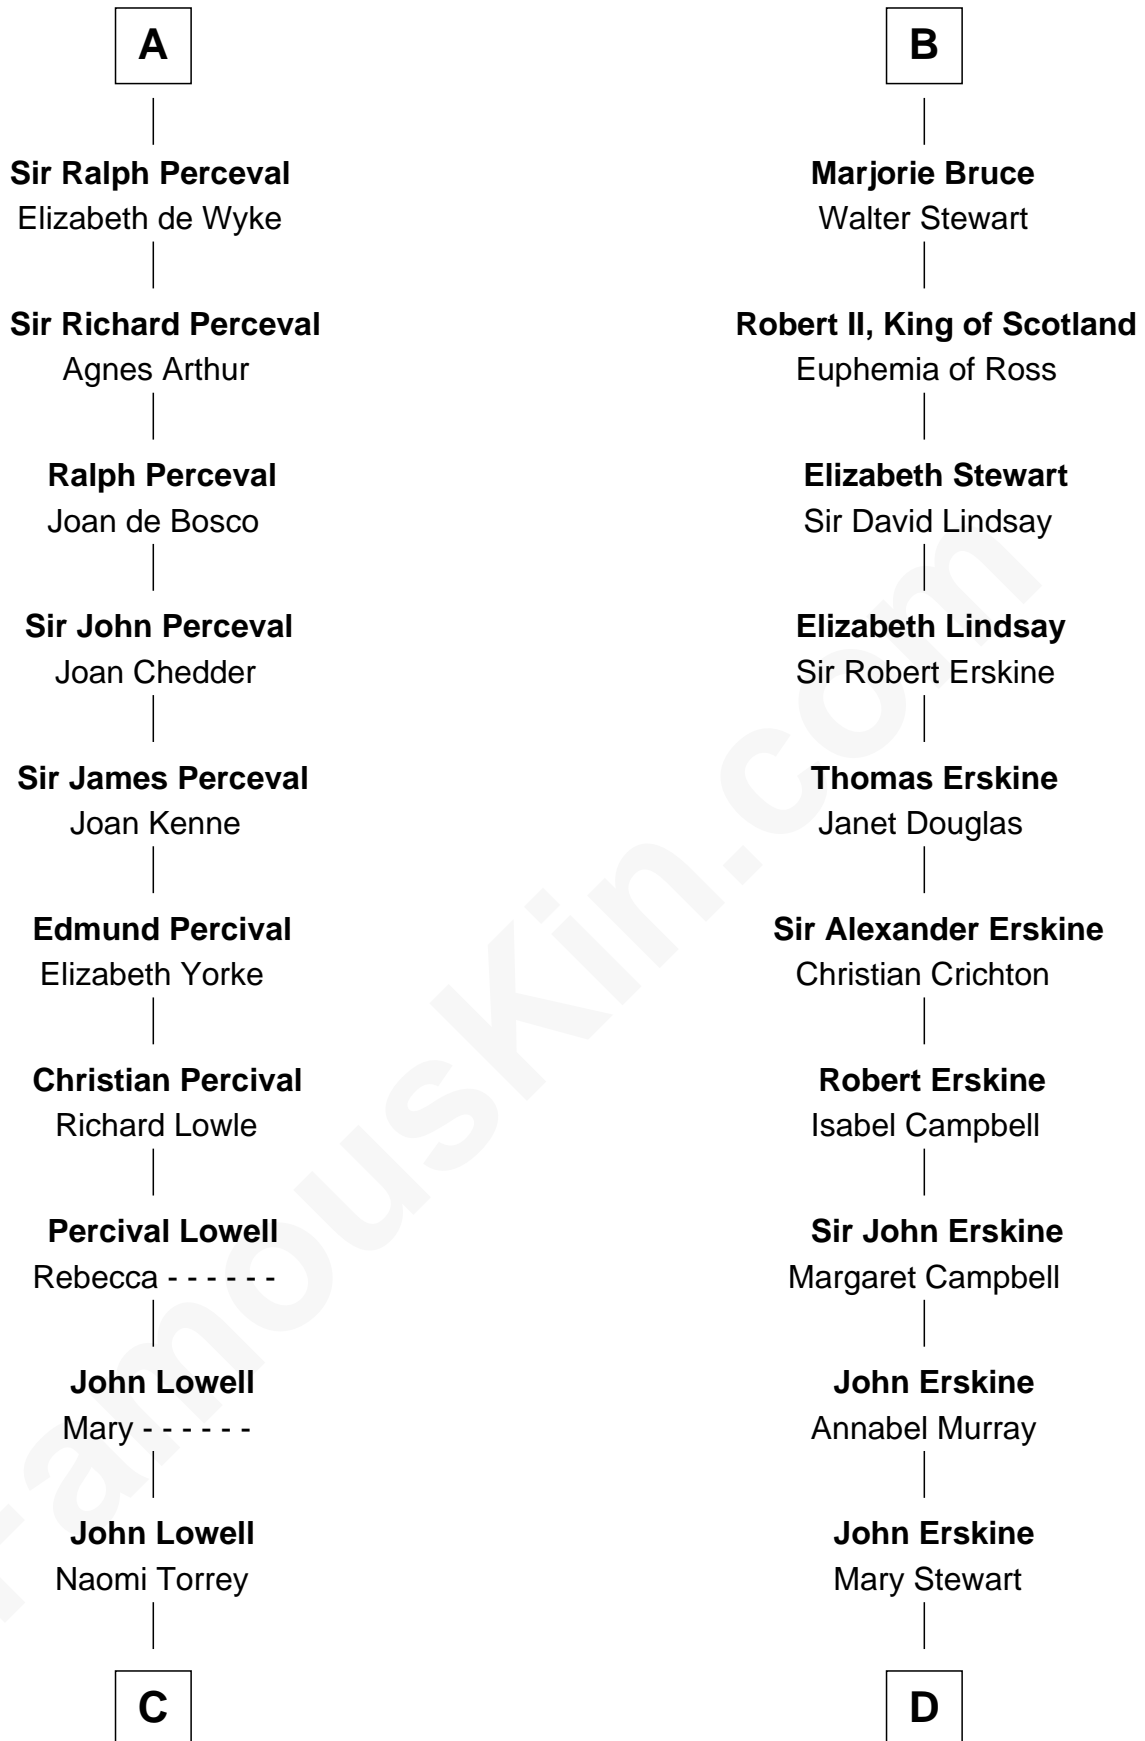 A
Sir Ralph Perceval
Elizabeth de Wyke
Sir Richard Perceval
Agnes Arthur
Ralph Perceval
Joan de Bosco
Sir John Perceval
Joan Chedder
Sir James Perceval
Joan Kenne
Edmund Percival
Elizabeth Yorke
Christian Percival
Richard Lowle
Percival Lowell
Rebecca - - - - - -
John Lowell
Mary - - - - - -
John Lowell
Naomi Torrey
C
B
Marjorie Bruce
Walter Stewart
Robert II, King of Scotland
Euphemia of Ross
Elizabeth Stewart
Sir David Lindsay
Elizabeth Lindsay
Sir Robert Erskine
Thomas Erskine
Janet Douglas
Sir Alexander Erskine
Christian Crichton
Robert Erskine
Isabel Campbell
Sir John Erskine
Margaret Campbell
John Erskine
Annabel Murray
John Erskine
Mary Stewart
D
FamousKin.com